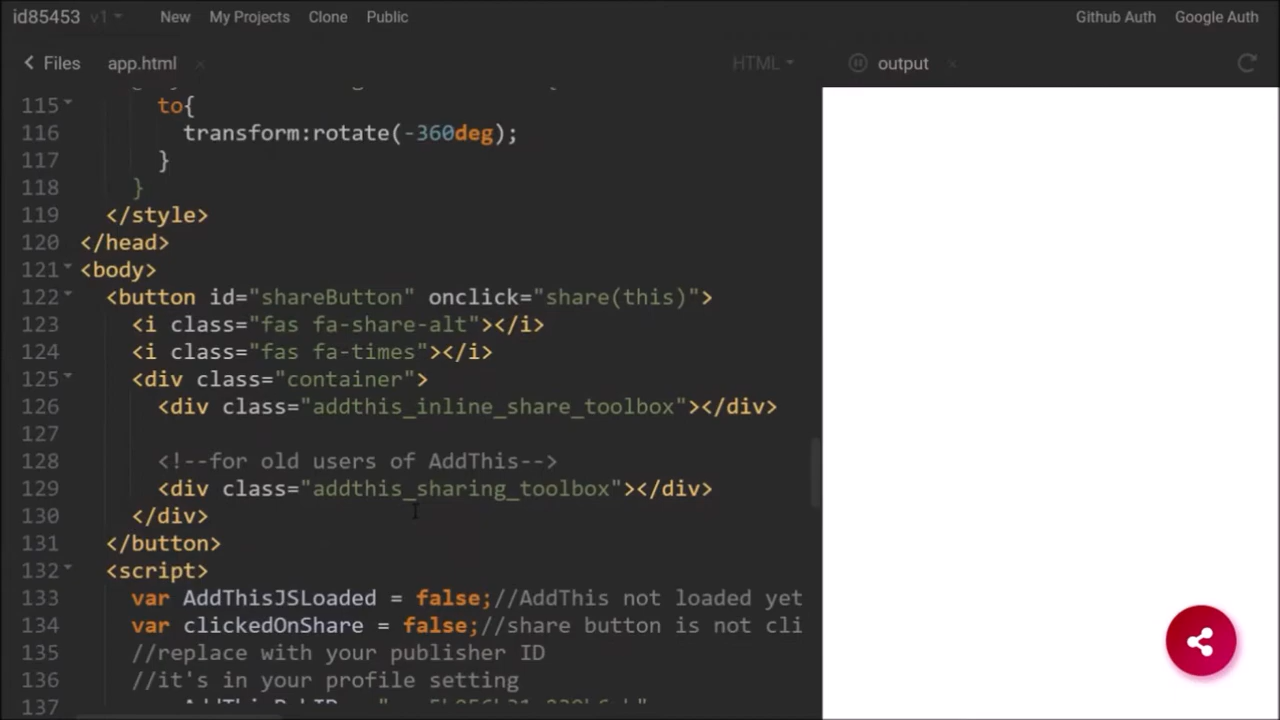 id85453 v1 New My Projects Clone Public Github Auth Google Auth
Files app.html × HTML output ×
115 to{
116 transform:rotate(-360deg);
117 }
118 }
119 </style>
120 </head>
121 <body>
122 <button id="shareButton" onclick="share(this)">
123 <i class="fas fa-share-alt"></i>
124 <i class="fas fa-times"></i>
125 <div class="container">
126 <div class="addthis_inline_share_toolbox"></div>
127
128 <!--for old users of AddThis-->
129 <div class="addthis_sharing_toolbox"></div>
130 </div>
131 </button>
132 <script>
133 var AddThisJSLoaded = false;//AddThis not loaded yet
134 var clickedOnShare = false;//share button is not cli
135 //replace with your publisher ID
136 //it's in your profile setting
137